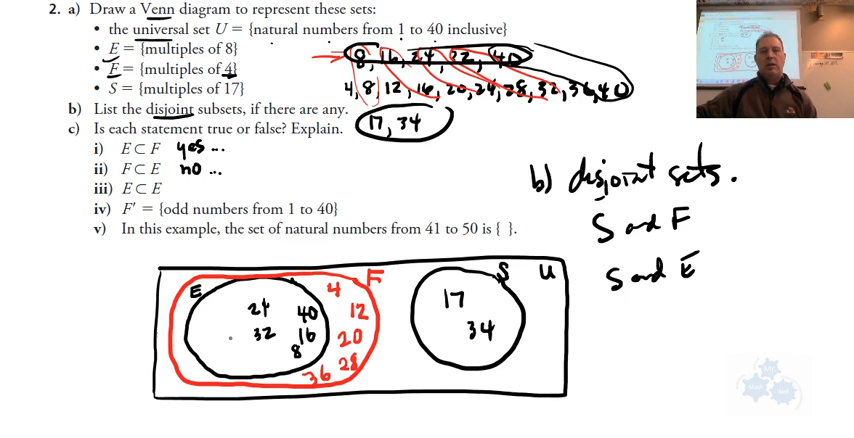 2. a) Draw a Venn diagram to represent these sets:
• the universal set U = {natural numbers from 1 to 40 inclusive}
• E = {multiples of 8}
8, 16, 24, 32, 40
• F = {multiples of 4}
4, 8, 12, 16, 20, 24, 28, 32, 36, 40
• S = {multiples of 17}
17, 34
b) List the disjoint subsets, if there are any.
c) Is each statement true or false? Explain.
i) E ⊂ F yes ...
ii) F ⊂ E no ...
iii) E ⊂ E
iv) F′ = {odd numbers from 1 to 40}
v) In this example, the set of natural numbers from 41 to 50 is { }.
b) disjoint sets.
S and F
S and E
E F S U
24 40 4 17
32 16 12 34
8 20
36 28